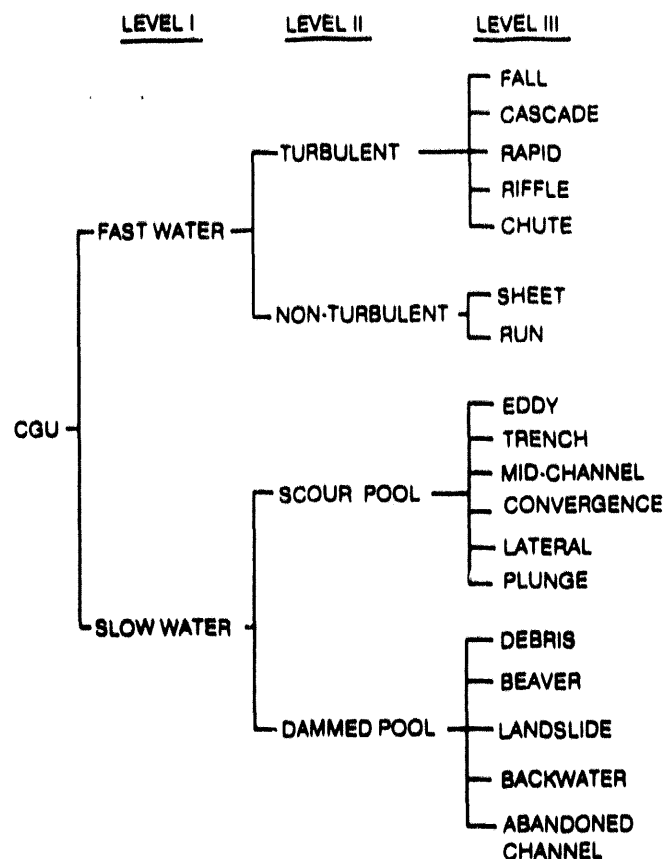 LEVEL I LEVEL II LEVEL III
FALL
CASCADE
TURBULENT
RAPID
RIFFLE
FAST WATER
CHUTE
SHEET
NON-TURBULENT
RUN
CGU
EDDY
TRENCH
MID-CHANNEL
SCOUR POOL
CONVERGENCE
LATERAL
PLUNGE
SLOW WATER
DEBRIS
BEAVER
DAMMED POOL
LANDSLIDE
BACKWATER
ABANDONED
CHANNEL